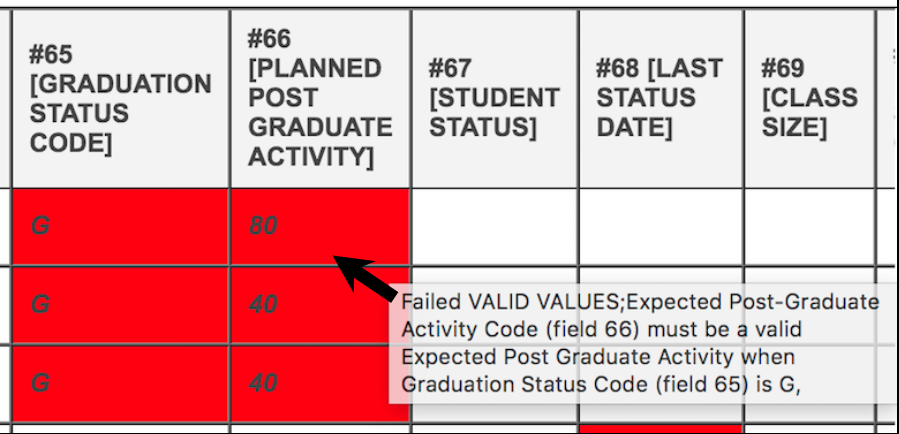 #65
[GRADUATION
STATUS
CODE]
#66
[PLANNED
POST
GRADUATE
ACTIVITY]
#67
[STUDENT
STATUS]
#68 [LAST
STATUS
DATE]
#69
[CLASS
SIZE]
G
80
G
40
G
40
Failed VALID VALUES;Expected Post-Graduate
Activity Code (field 66) must be a valid
Expected Post Graduate Activity when
Graduation Status Code (field 65) is G,